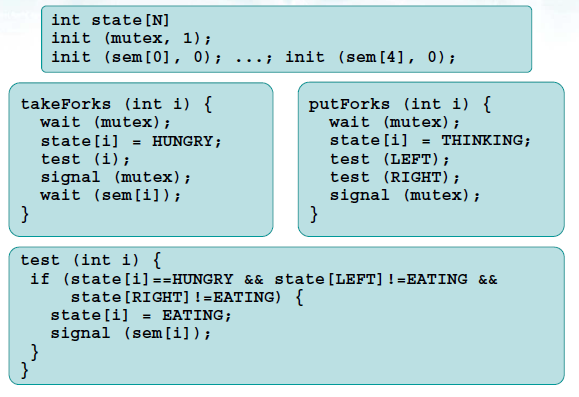 int state[N]
init (mutex, 1);
init (sem[0], 0); ...; init (sem[4], 0);
takeForks (int i) {
wait (mutex);
state[i] = HUNGRY;
test (i);
signal (mutex);
wait (sem[i]);
}
putForks (int i) {
wait (mutex);
state[i] = THINKING;
test (LEFT);
test (RIGHT);
signal (mutex);
}
test (int i) {
if (state[i]==HUNGRY && state[LEFT]!=EATING &&
state[RIGHT]!=EATING) {
state[i] = EATING;
signal (sem[i]);
}
}